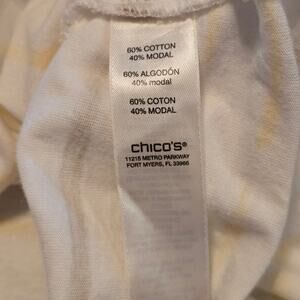 60% COTTON
40% MODAL
60% ALGODÓN
40% modal
60% COTON
40% MODAL
chico's®
11215 METRO PARKWAY
FORT MYERS, FL 33966